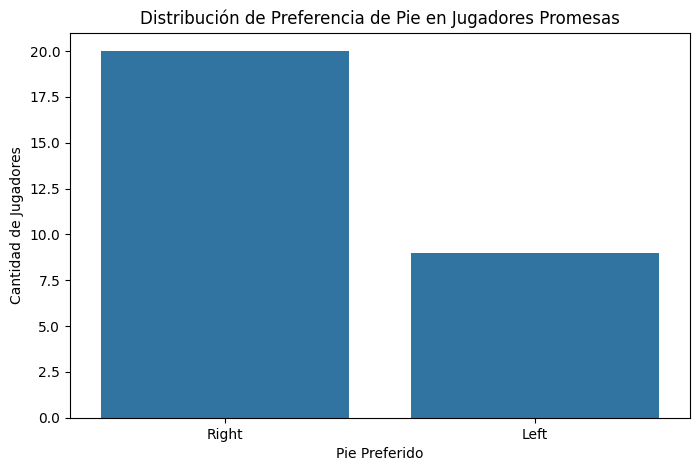 Distribución de Preferencia de Pie en Jugadores Promesas
Cantidad de Jugadores
20.0
17.5
15.0
12.5
10.0
7.5
5.0
2.5
0.0
Right
Left
Pie Preferido